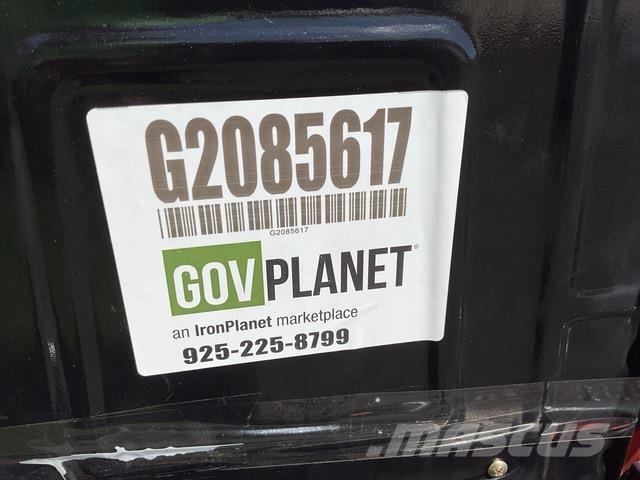 G2085617
G2085617
GOVPLANET®
an IronPlanet marketplace
925-225-8799
MASCUS